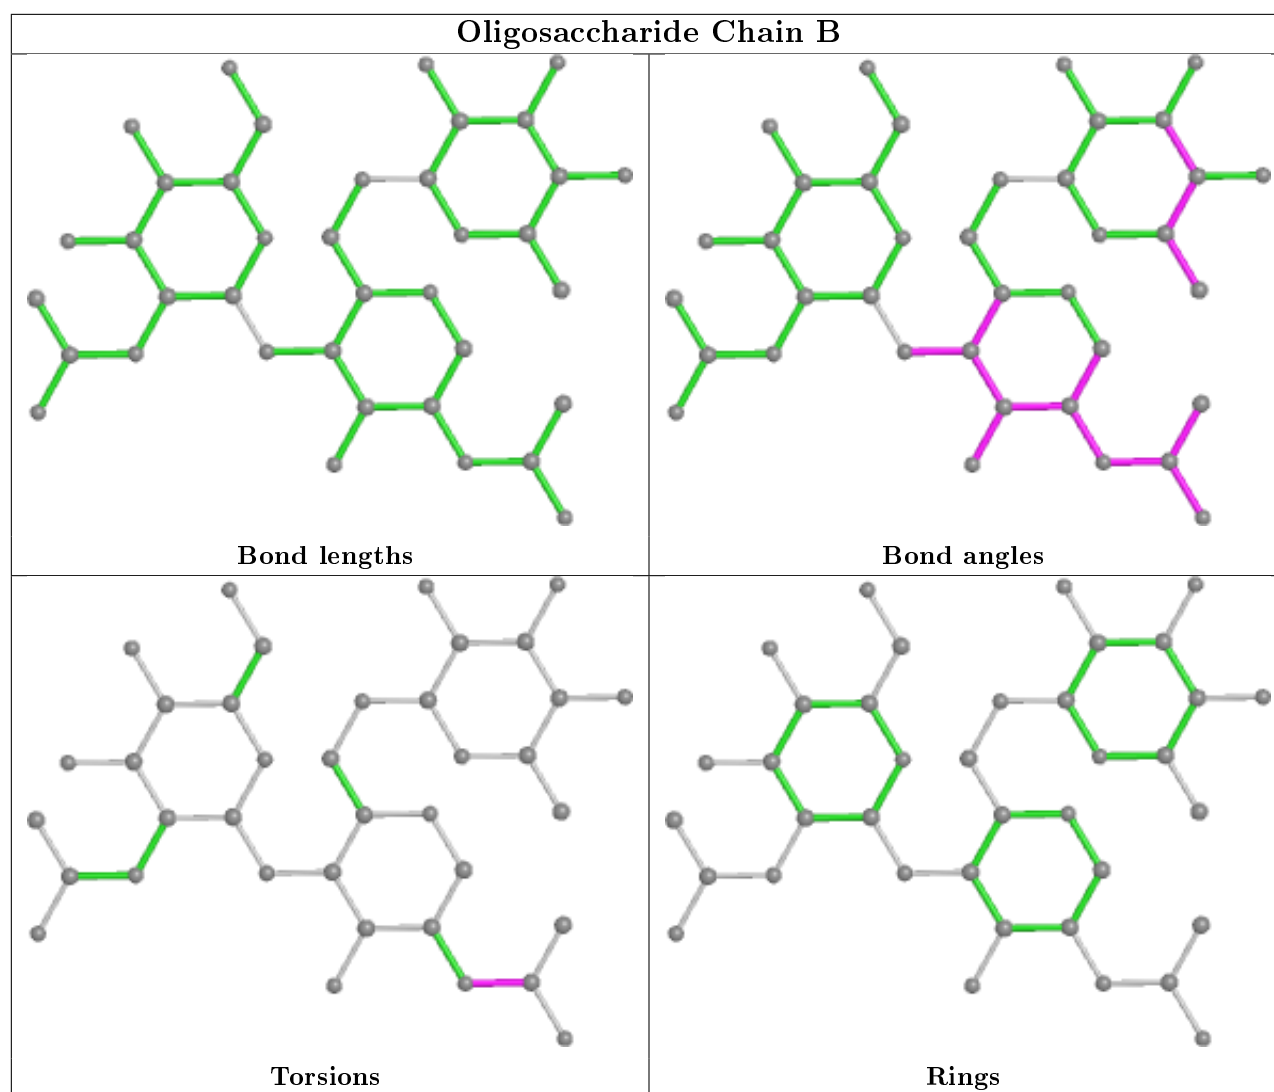 Oligosaccharide Chain B
Bond lengths
Bond angles
Torsions
Rings